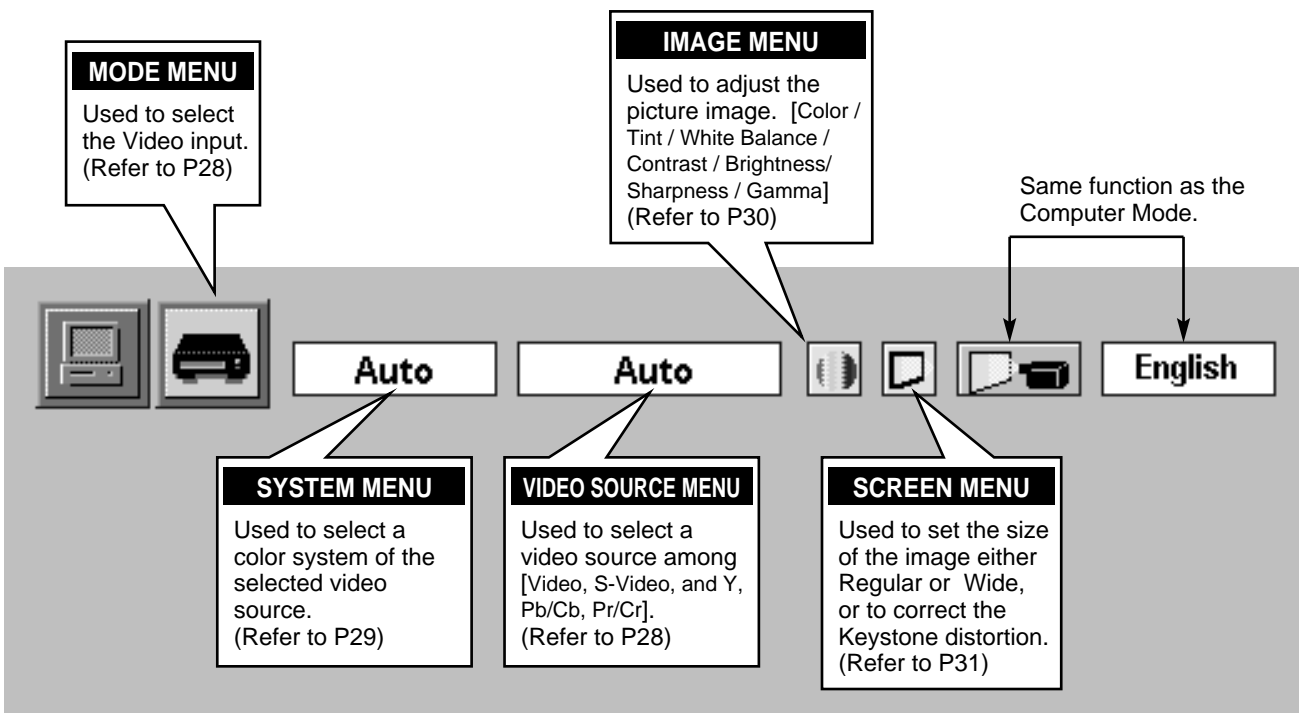 MODE MENU
Used to select
the Video input.
(Refer to P28)
IMAGE MENU
Used to adjust the
picture image.  [Color /
Tint / White Balance /
Contrast / Brightness/
Sharpness / Gamma]
(Refer to P30)
Same function as the
Computer Mode.
Auto
Auto
English
SYSTEM MENU
Used to select a
color system of the
selected video
source.
(Refer to P29)
VIDEO SOURCE MENU
Used to select a
video source among
[Video, S-Video, and Y,
Pb/Cb, Pr/Cr].
(Refer to P28)
SCREEN MENU
Used to set the size
of the image either
Regular or  Wide,
or to correct the
Keystone distortion.
(Refer to P31)